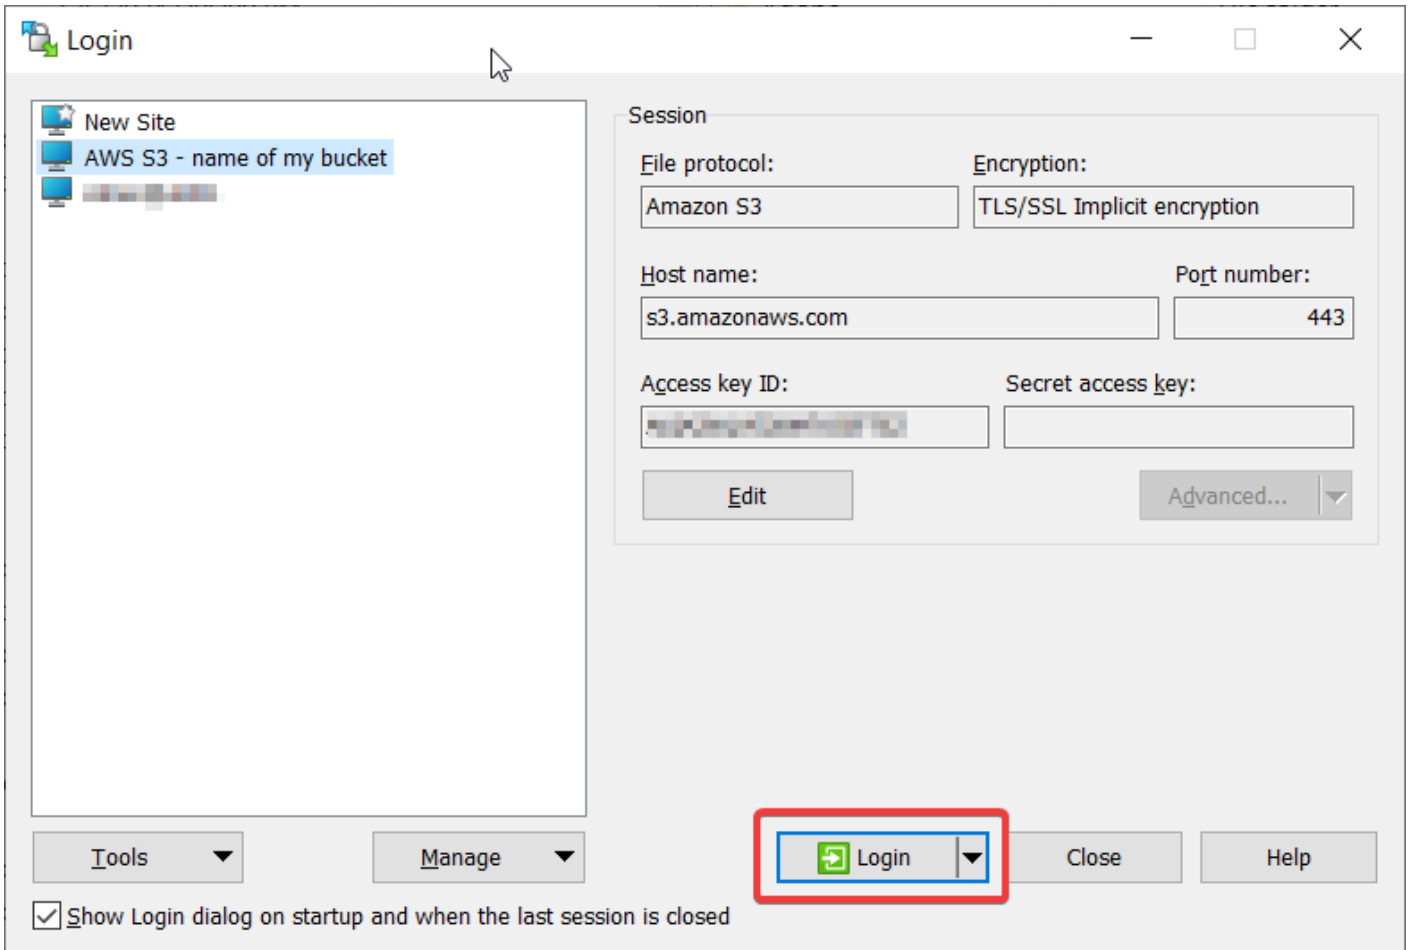 Login
New Site
AWS S3 - name of my bucket
Session
File protocol:
Encryption:
Amazon S3
TLS/SSL Implicit encryption
Host name:
Port number:
s3.amazonaws.com
443
Access key ID:
Secret access key:
Edit
Advanced...
Tools
Manage
Login
Close
Help
Show Login dialog on startup and when the last session is closed